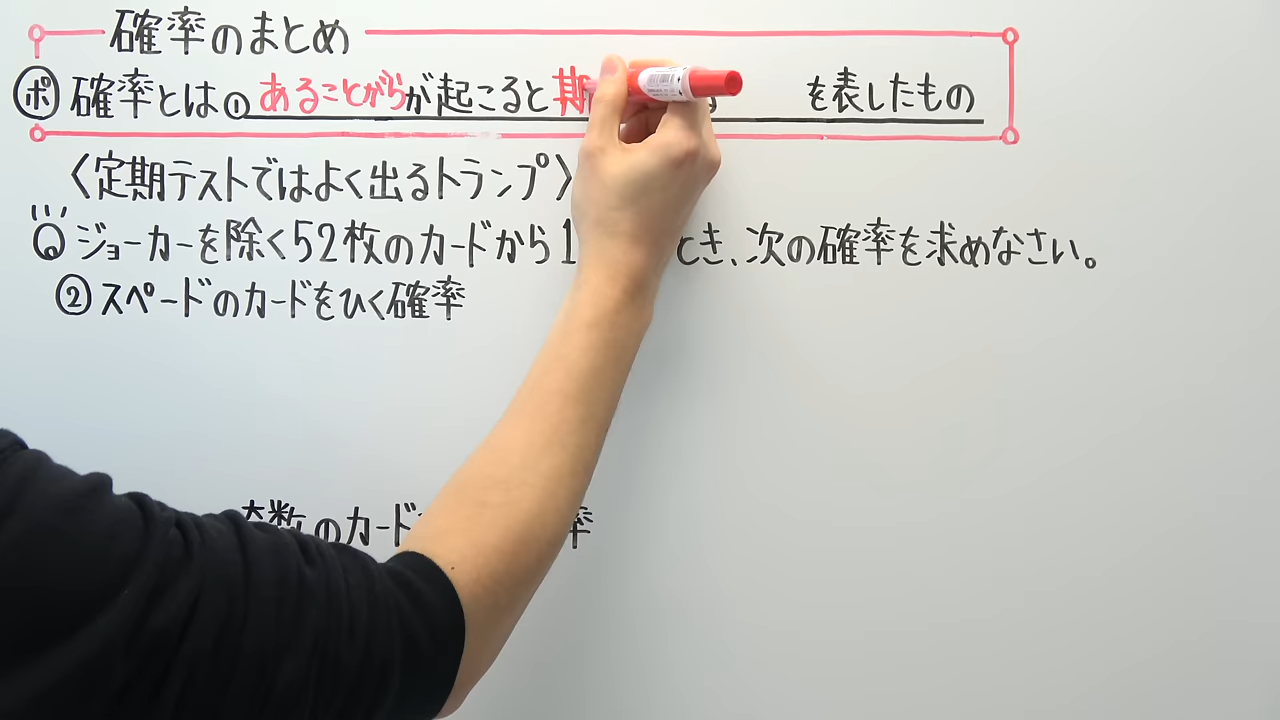 確率のまとめ
ポ 確率とは①あることがらが起こると期 を表したもの
〈定期テストではよく出るトランプ〉
ジョーカーを除く52枚のカードから1 とき、次の確率を求めなさい。
②スペードのカードをひく確率
数のカード 率